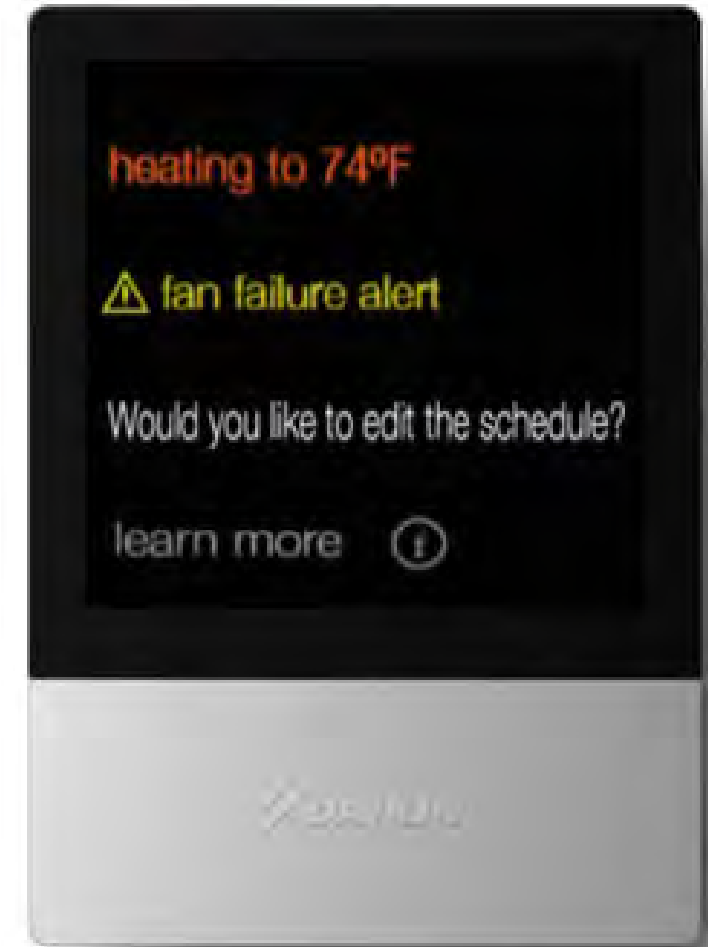 heating to 74ºF
⚠ fan failure alert
Would you like to edit the schedule?
learn more ⓘ